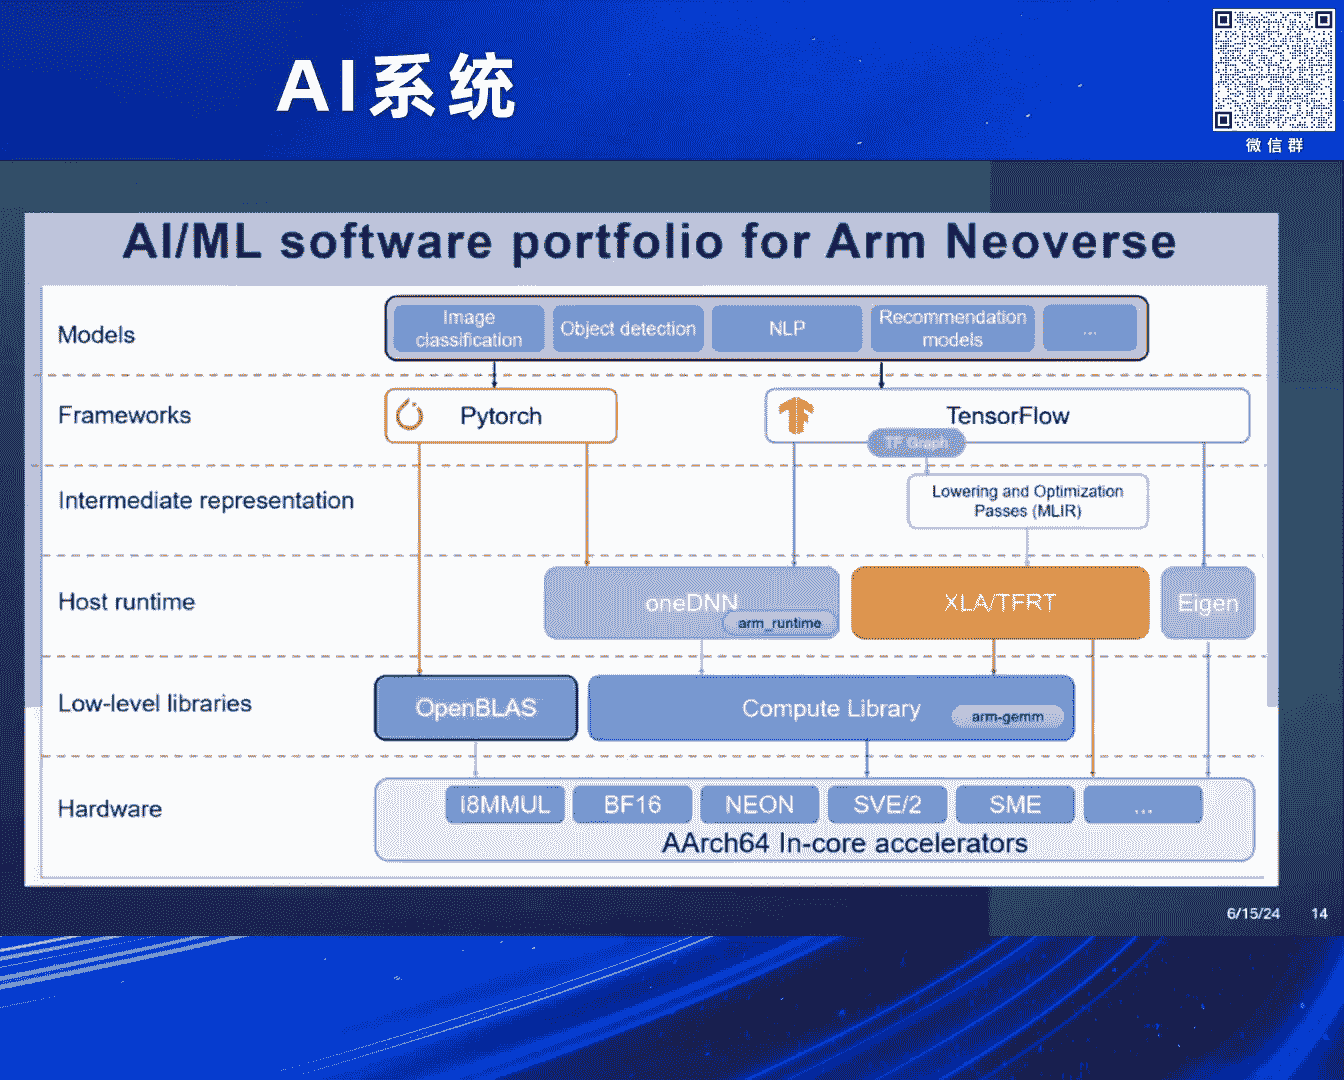 AI系统
微信群
AI/ML software portfolio for Arm Neoverse
Models
Image
classification
Object detection
NLP
Recommendation
models
...
Frameworks
Pytorch
TensorFlow
TF Graph
Intermediate representation
Lowering and Optimization
Passes (MLIR)
Host runtime
oneDNN
arm_runtime
XLA/TFRT
Eigen
Low-level libraries
OpenBLAS
Compute Library
arm-gemm
Hardware
I8MMUL
BF16
NEON
SVE/2
SME
...
AArch64 In-core accelerators
6/15/24
14